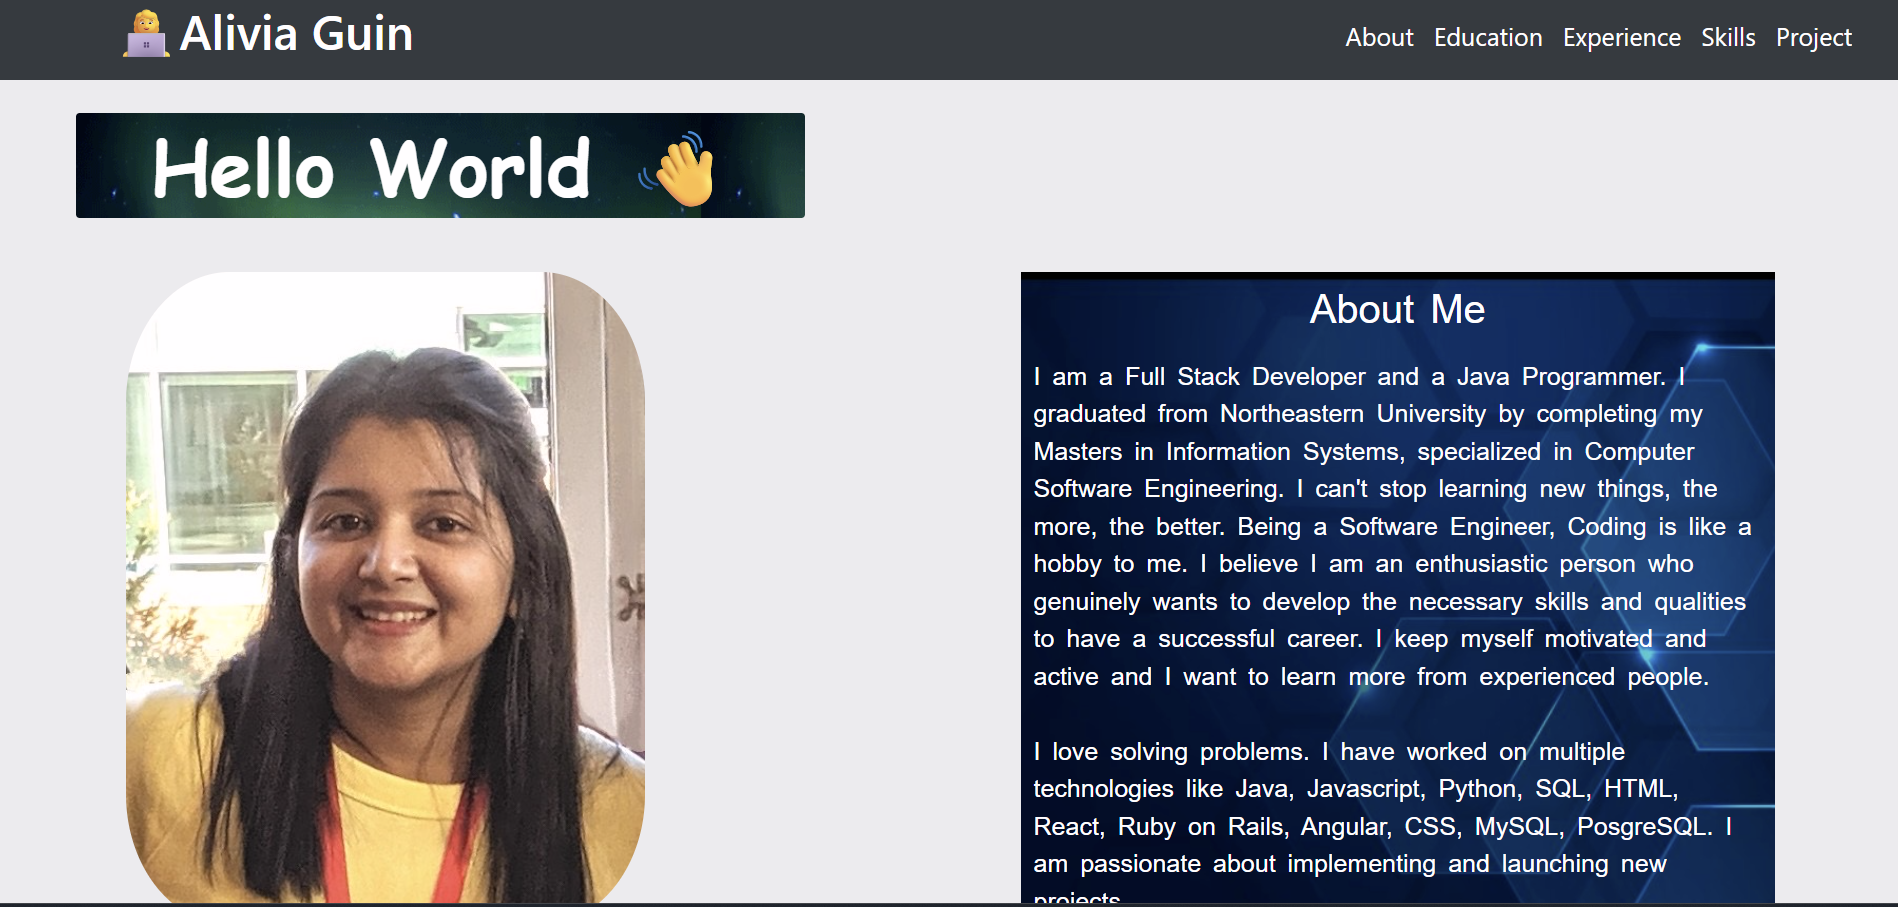 Alivia Guin
About Education Experience Skills Project
Hello World
About Me
I am a Full Stack Developer and a Java Programmer. I
graduated from Northeastern University by completing my
Masters in Information Systems, specialized in Computer
Software Engineering. I can't stop learning new things, the
more, the better. Being a Software Engineer, Coding is like a
hobby to me. I believe I am an enthusiastic person who
genuinely wants to develop the necessary skills and qualities
to have a successful career. I keep myself motivated and
active and I want to learn more from experienced people.
I love solving problems. I have worked on multiple
technologies like Java, Javascript, Python, SQL, HTML,
React, Ruby on Rails, Angular, CSS, MySQL, PosgreSQL. I
am passionate about implementing and launching new
projects